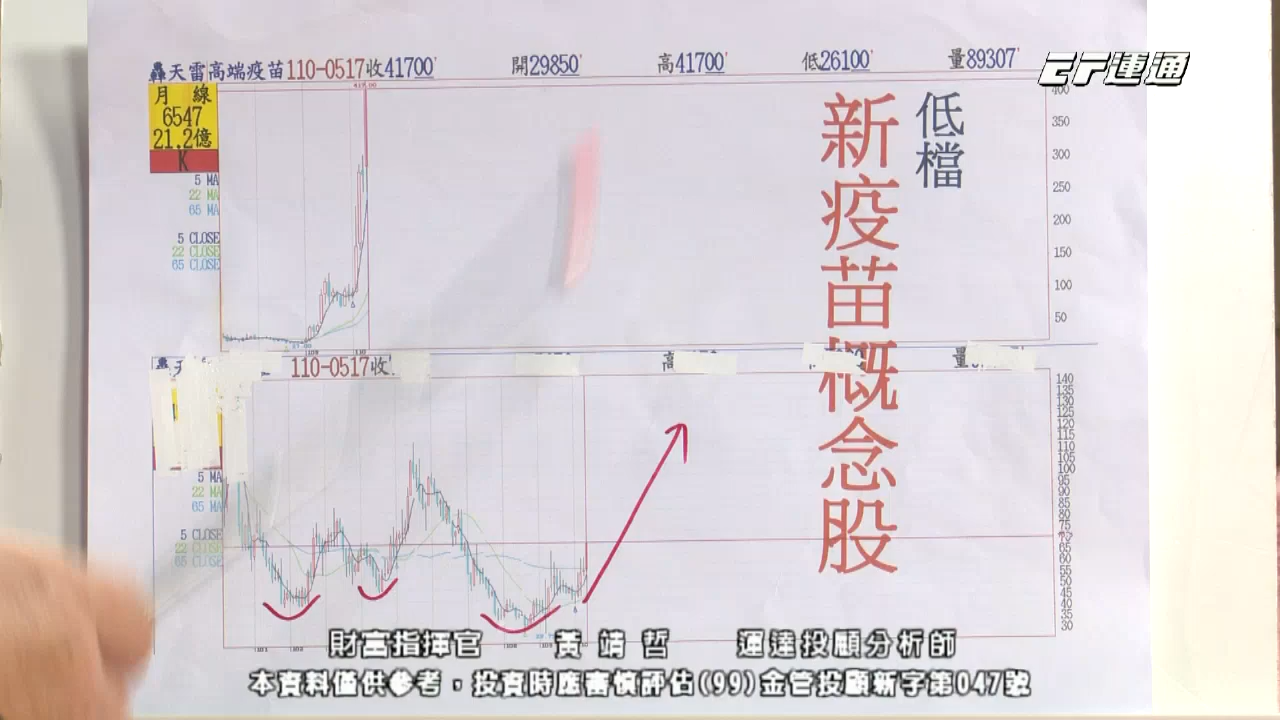 轟天雷高端疫苗110-0517收41700' 開29850' 高41700' 低26100' 量89307'
ET運通
月 線
6547
21.2億
K
5 MA
22 MA
65 MA
5 CLOSE
22 CLOSE
65 CLOSE
417.00
400
350
300
250
200
150
100
50
低檔
新疫苗概念股
110-0517收'
高
量
5 MA
22 MA
65 MA
5 CLOSE
22 CLOSE
65 CLOSE
140
135
130
125
120
115
110
105
100
95
90
85
80
75
72
65
60
55
50
45
40
35
30
財富指揮官 黃靖哲 運達投顧分析師
本資料僅供參考，投資時應審慎評估(99)金管投顧新字第047號